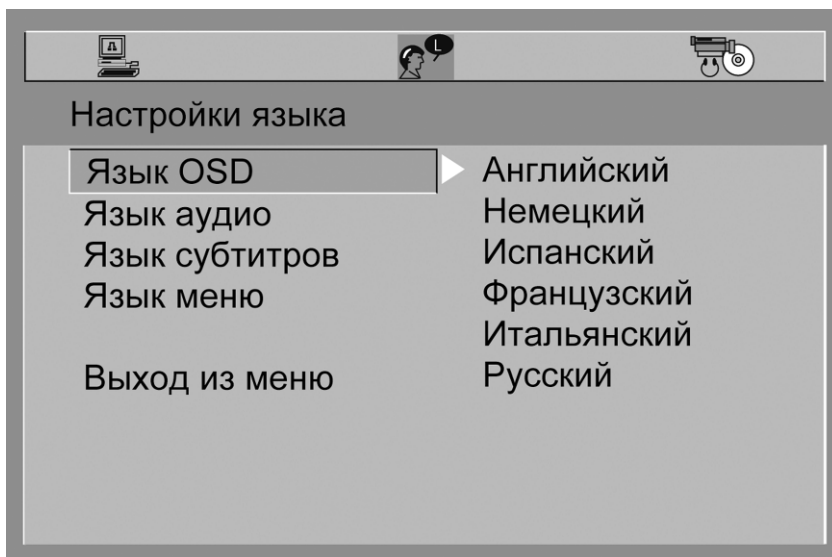 L
Настройки языка
Язык OSD
Английский
Язык аудио
Немецкий
Язык субтитров
Испанский
Язык меню
Французский
Итальянский
Выход из меню
Русский